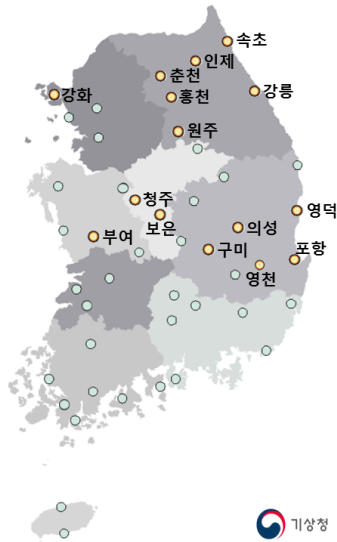 속초
인제
춘천
강화
홍천
강릉
원주
청주
영덕
보은
의성
부여
구미
포항
영천
기상청